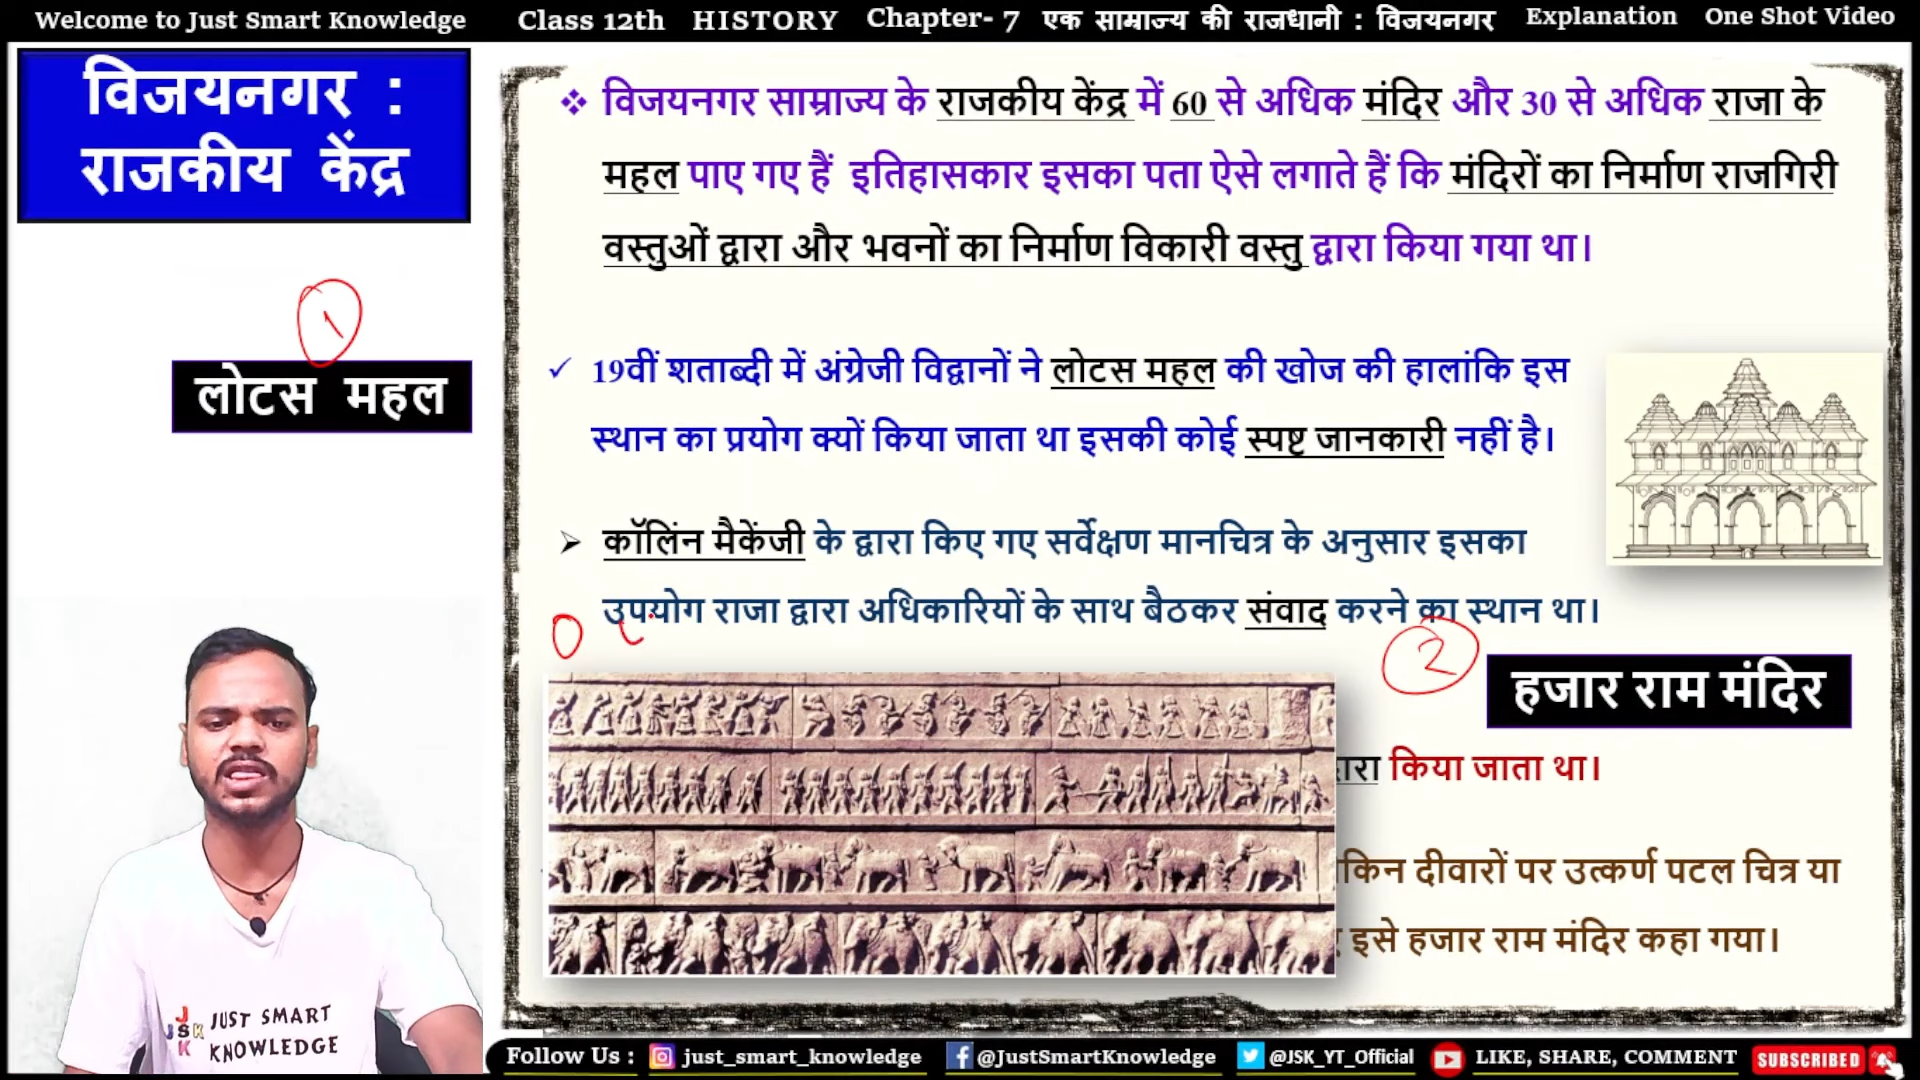 Welcome to Just Smart Knowledge Class 12th HISTORY Chapter- 7 एक साम्राज्य की राजधानी : विजयनगर Explanation One Shot Video
विजयनगर :
राजकीय केंद्र
❖ विजयनगर साम्राज्य के राजकीय केंद्र में 60 से अधिक मंदिर और 30 से अधिक राजा के
महल पाए गए हैं इतिहासकार इसका पता ऐसे लगाते हैं कि मंदिरों का निर्माण राजगिरी
वस्तुओं द्वारा और भवनों का निर्माण विकारी वस्तु द्वारा किया गया था।
1
लोटस महल
✓ 19वीं शताब्दी में अंग्रेजी विद्वानों ने लोटस महल की खोज की हालांकि इस
स्थान का प्रयोग क्यों किया जाता था इसकी कोई स्पष्ट जानकारी नहीं है।
➢ कॉलिंन मैकेंजी के द्वारा किए गए सर्वेक्षण मानचित्र के अनुसार इसका
उपयोग राजा द्वारा अधिकारियों के साथ बैठकर संवाद करने का स्थान था।
2
हजार राम मंदिर
किया जाता था।
दीवारों पर उत्कर्ण पटल चित्र या
इसे हजार राम मंदिर कहा गया।
JSK JUST SMART
KNOWLEDGE
Follow Us : just_smart_knowledge @JustSmartKnowledge @JSK_YT_Official LIKE, SHARE, COMMENT SUBSCRIBED